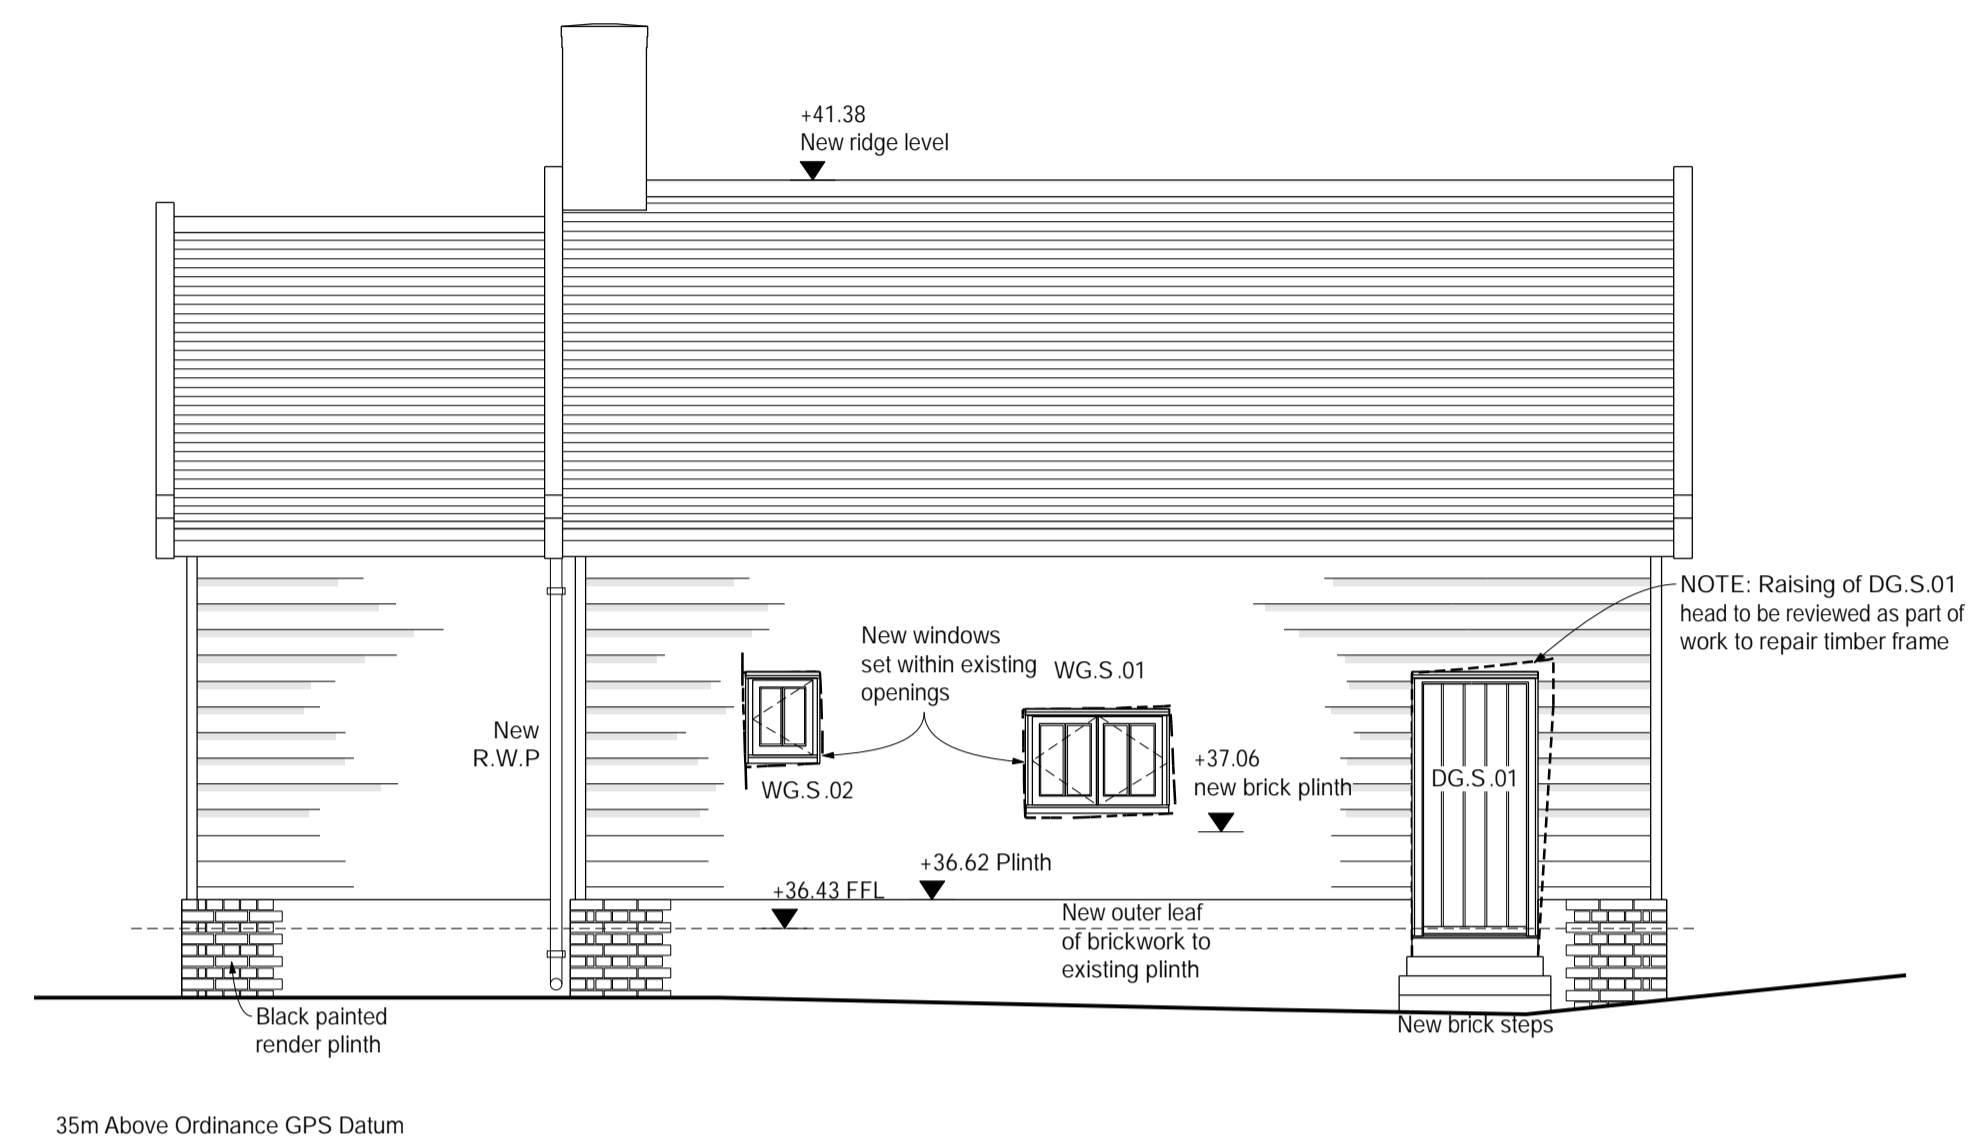 +41.38
New ridge level
NOTE: Raising of DG.S.01
head to be reviewed as part of
work to repair timber frame
New windows
set within existing
openings
WG.S.01
New
R.W.P
WG.S.02
+37.06
new brick plinth
DG.S.01
+36.62 Plinth
+36.43 FFL
New outer leaf
of brickwork to
existing plinth
Black painted
render plinth
New brick steps
35m Above Ordinance GPS Datum